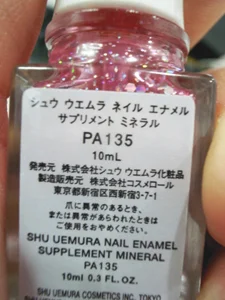 シュウ ウエムラ ネイル エナメル
サプリメント ミネラル
PA135
10mL
発売元 株式会社シュウ ウエムラ化粧品
製造販売元 株式会社コスメロール
東京都新宿区西新宿3-7-1
爪に異常のあるとき、
または異常があらわれたときは
ご使用をおやめください。
SHU UEMURA NAIL ENAMEL
SUPPLEMENT MINERAL
PA135
10ml 0.3 FL.OZ.
SHU UEMURA COSMETICS INC. TOKYO